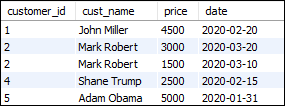 customer_id cust_name price date
1 John Miller 4500 2020-02-20
2 Mark Robert 3000 2020-03-20
2 Mark Robert 1500 2020-03-10
4 Shane Trump 2500 2020-02-15
5 Adam Obama 5000 2020-01-31